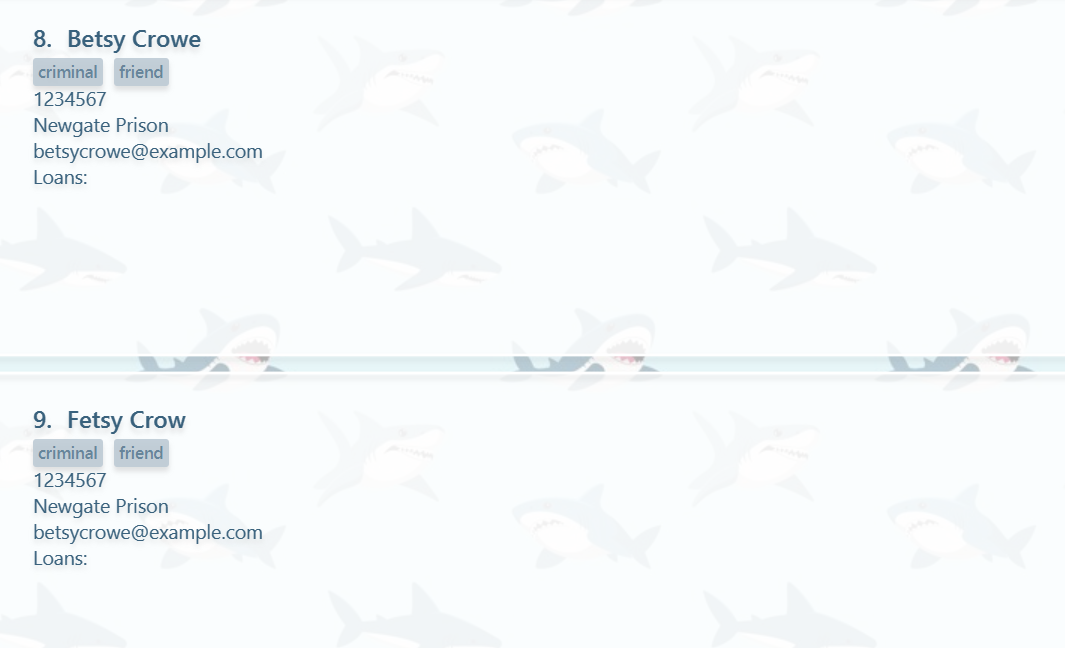 8. Betsy Crowe
criminal friend
1234567
Newgate Prison
betsycrowe@example.com
Loans:
9. Fetsy Crow
criminal friend
1234567
Newgate Prison
betsycrowe@example.com
Loans: